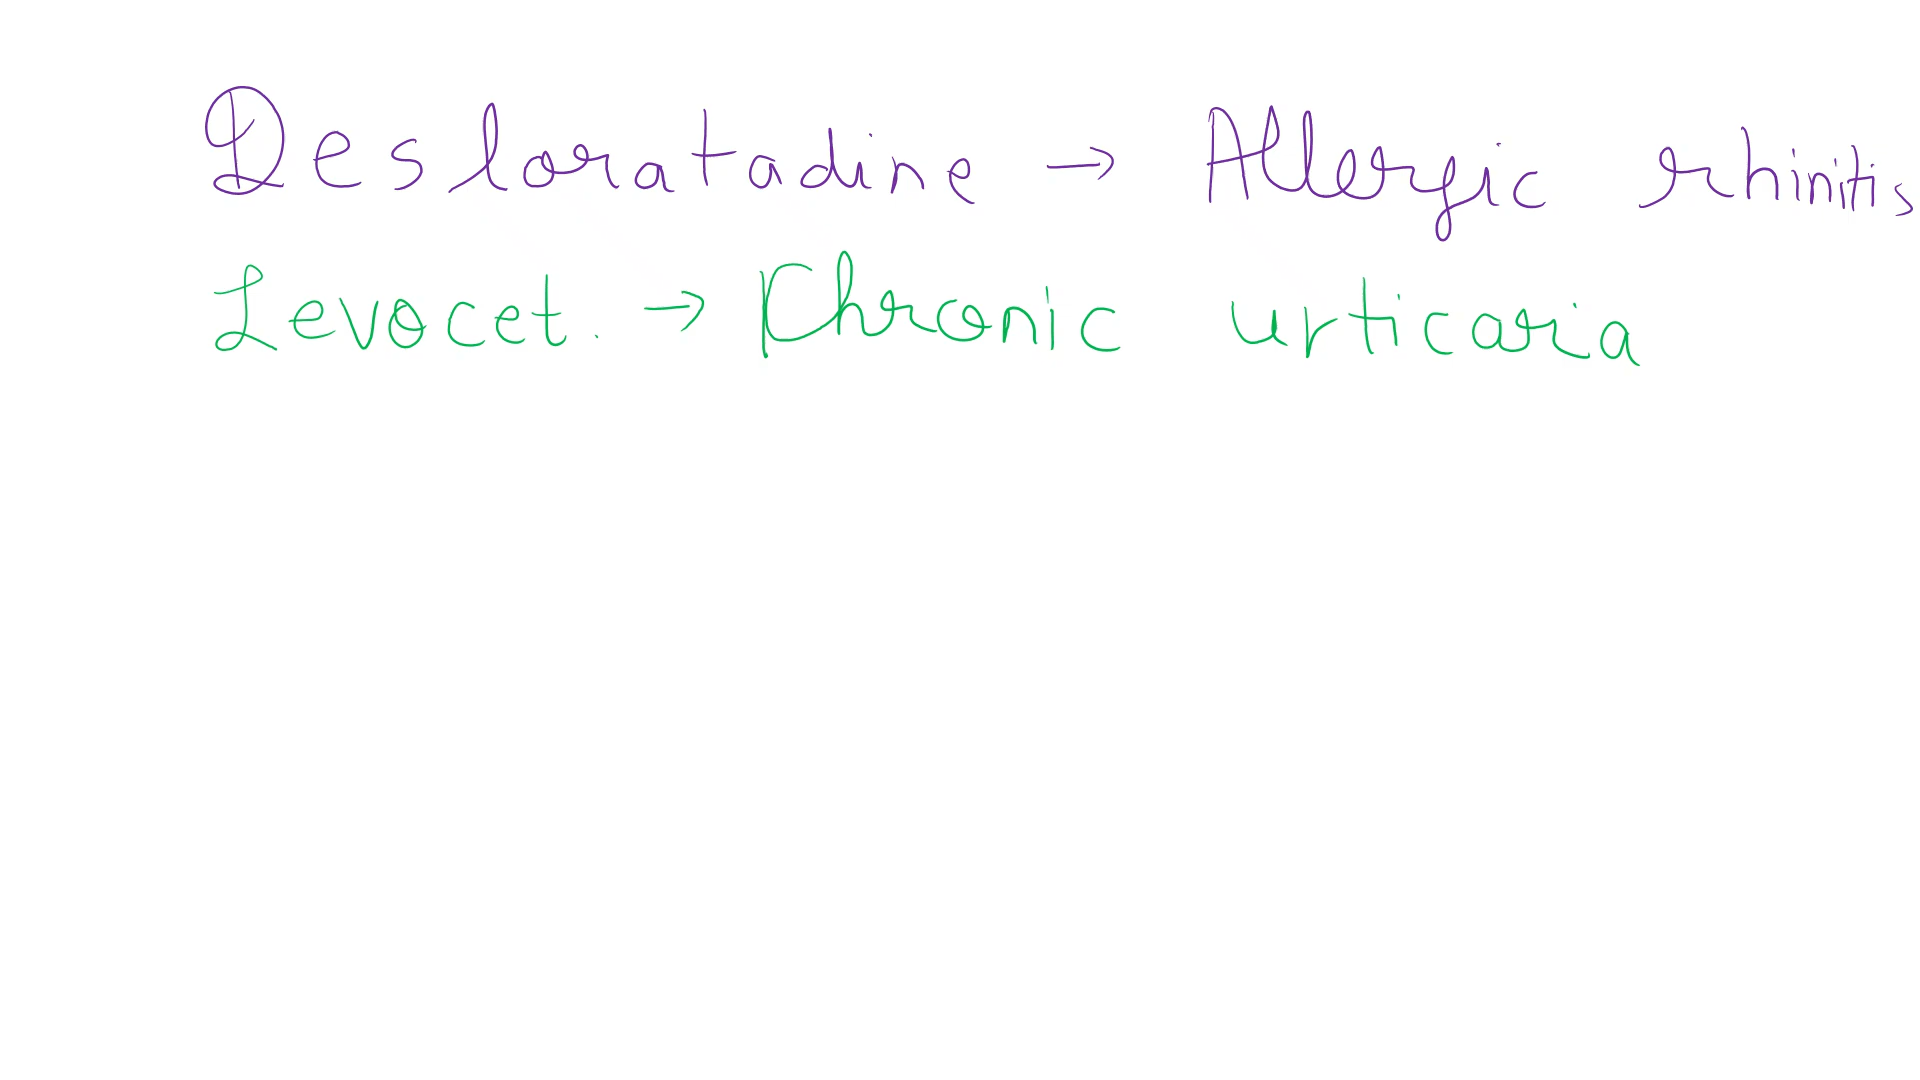 Desloratadine → Allergic rhinitis
Levocet. → Chronic urticaria